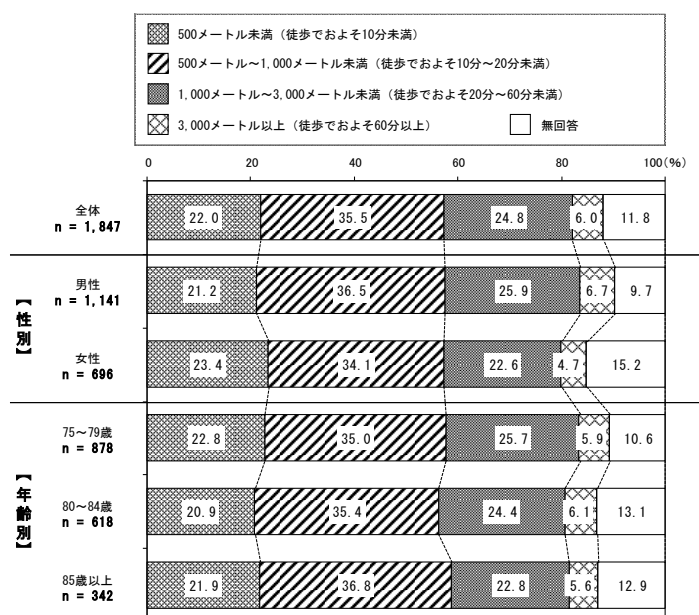 500メートル未満（徒歩でおよそ10分未満）
500メートル～1,000メートル未満（徒歩でおよそ10分～20分未満）
1,000メートル～3,000メートル未満（徒歩でおよそ20分～60分未満）
3,000メートル以上（徒歩でおよそ60分以上） 無回答
0 20 40 60 80 100(%)
全体
n = 1,847
22.0 35.5 24.8 6.0 11.8
【性別】
男性
n = 1,141
21.2 36.5 25.9 6.7 9.7
女性
n = 696
23.4 34.1 22.6 4.7 15.2
【年齢別】
75～79歳
n = 878
22.8 35.0 25.7 5.9 10.6
80～84歳
n = 618
20.9 35.4 24.4 6.1 13.1
85歳以上
n = 342
21.9 36.8 22.8 5.6 12.9